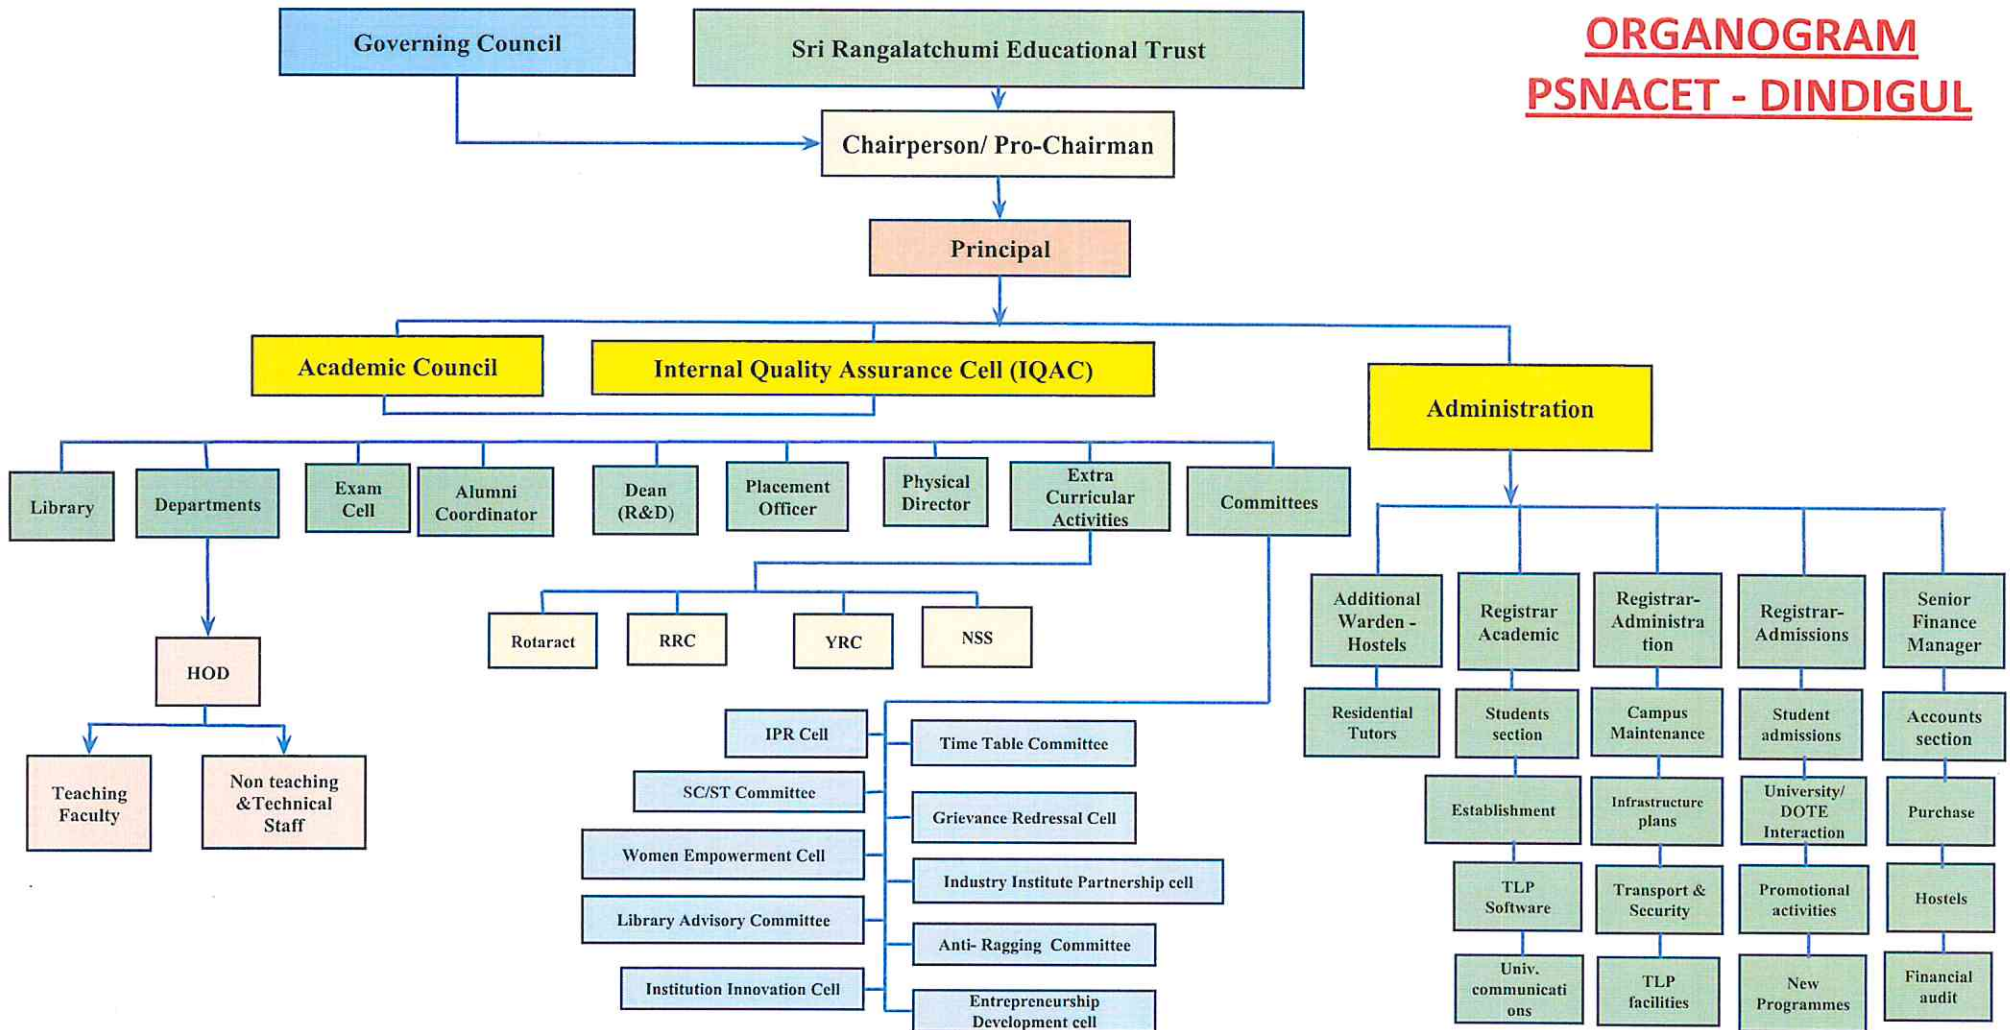 ORGANOGRAM
PSNACET - DINDIGUL
Governing Council
Sri Rangalatchumi Educational Trust
Chairperson/ Pro-Chairman
Principal
Academic Council
Internal Quality Assurance Cell (IQAC)
Administration
Library
Departments
Exam
Cell
Alumni
Coordinator
Dean
(R&D)
Placement
Officer
Physical
Director
Extra
Curricular
Activities
Committees
HOD
Teaching
Faculty
Non teaching
&Technical
Staff
Rotaract
RRC
YRC
NSS
IPR Cell
Time Table Committee
SC/ST Committee
Grievance Redressal Cell
Women Empowerment Cell
Industry Institute Partnership cell
Library Advisory Committee
Anti- Ragging Committee
Institution Innovation Cell
Entrepreneurship
Development cell
Additional
Warden -
Hostels
Residential
Tutors
Registrar
Academic
Students
section
Establishment
TLP
Software
Univ.
communicati
ons
Registrar-
Administra
tion
Campus
Maintenance
Infrastructure
plans
Transport &
Security
TLP
facilities
Registrar-
Admissions
Student
admissions
University/
DOTE
Interaction
Promotional
activities
New
Programmes
Senior
Finance
Manager
Accounts
section
Purchase
Hostels
Financial
audit